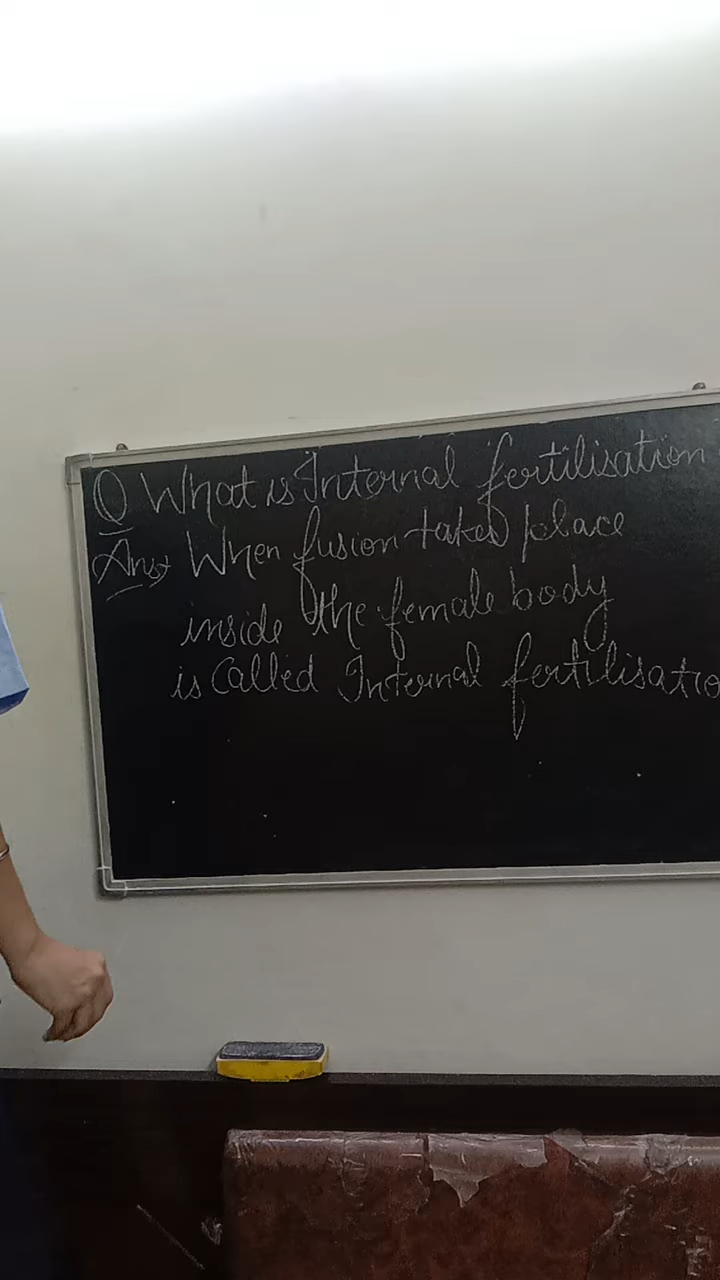 Q What is Internal fertilisation
Ans When fusion takes place
inside the female body
is called Internal fertilisatio